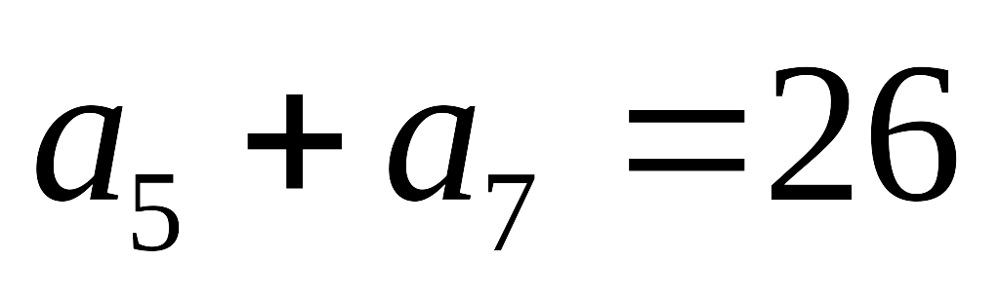 a₅ + a₇ =26